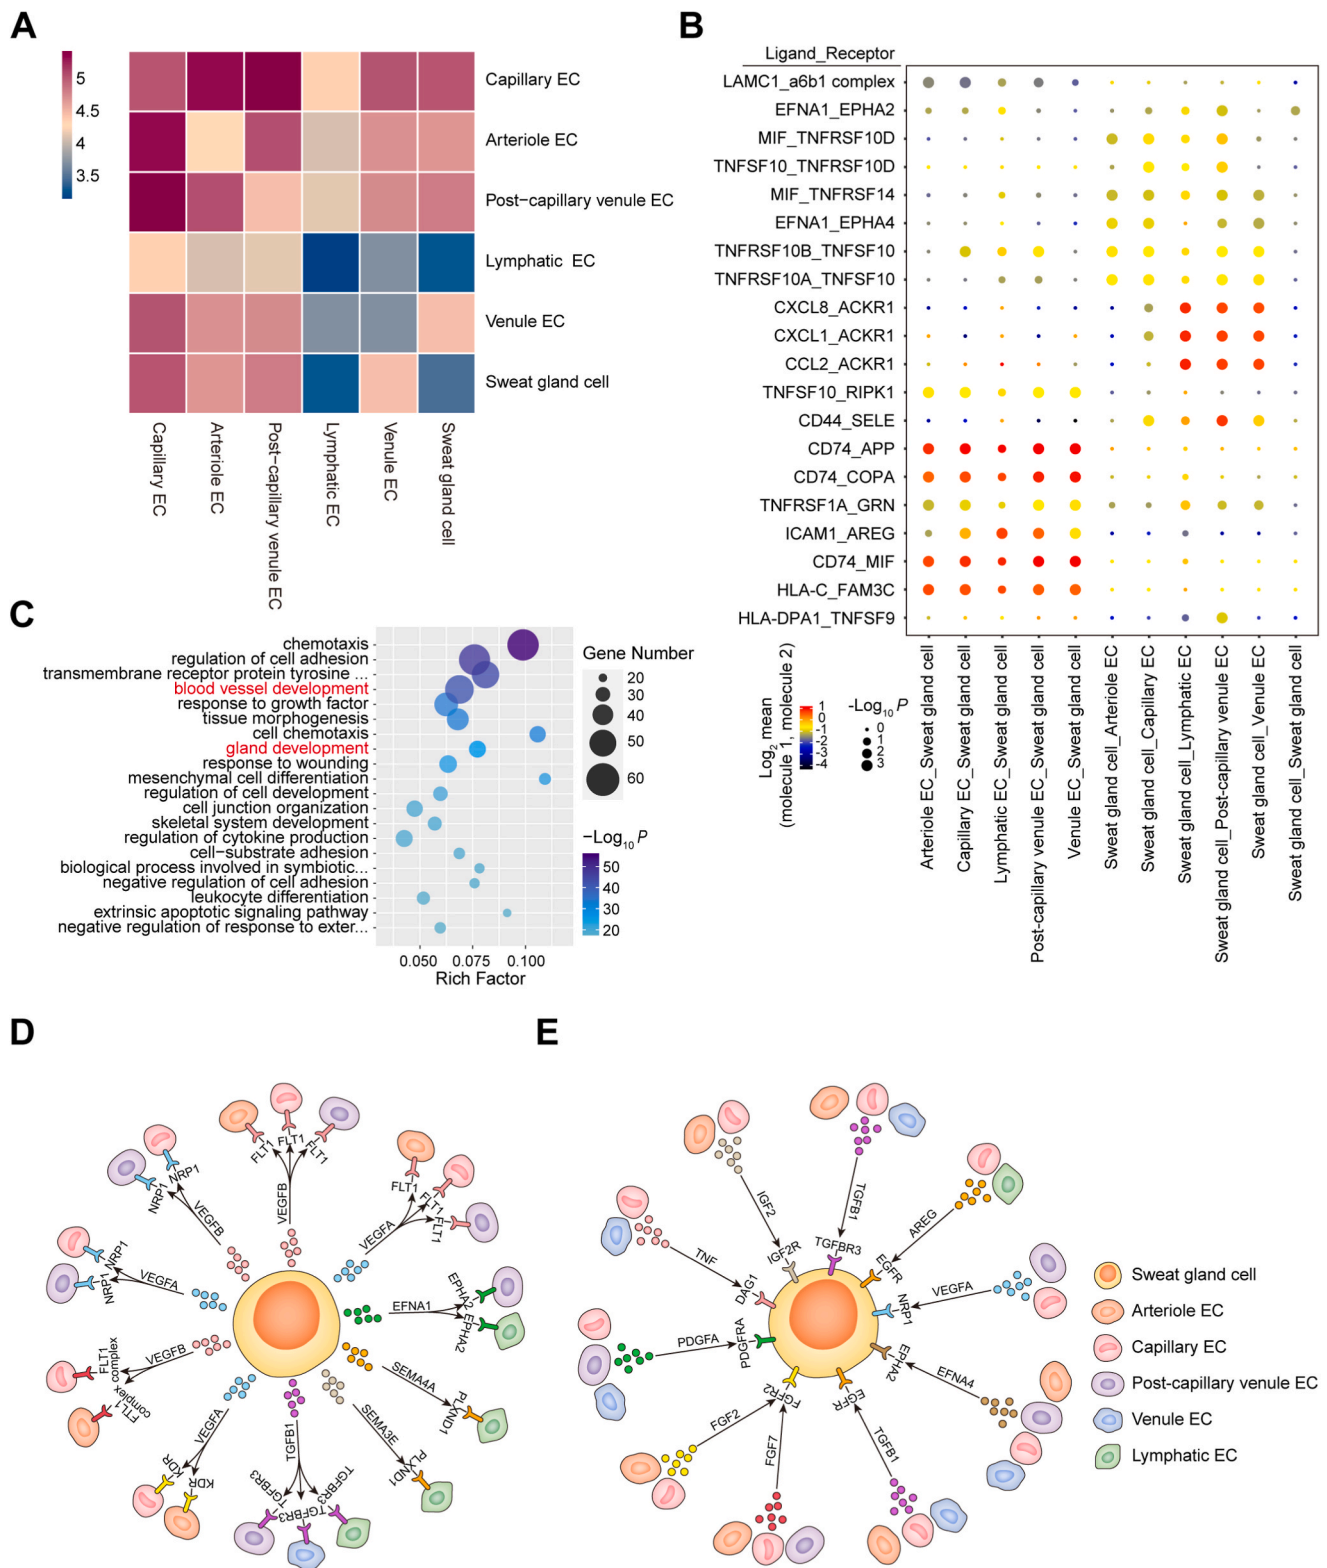 A
5
4.5
4
3.5
Capillary EC
Arteriole EC
Post−capillary venule EC
Lymphatic EC
Venule EC
Sweat gland cell
Capillary EC
Arteriole EC
Post−capillary venule EC
Lymphatic EC
Venule EC
Sweat gland cell
B
Ligand_Receptor
LAMC1_a6b1 complex
EFNA1_EPHA2
MIF_TNFRSF10D
TNFSF10_TNFRSF10D
MIF_TNFRSF14
EFNA1_EPHA4
TNFRSF10B_TNFSF10
TNFRSF10A_TNFSF10
CXCL8_ACKR1
CXCL1_ACKR1
CCL2_ACKR1
TNFSF10_RIPK1
CD44_SELE
CD74_APP
CD74_COPA
TNFRSF1A_GRN
ICAM1_AREG
CD74_MIF
HLA-C_FAM3C
HLA-DPA1_TNFSF9
Log2 mean
(molecule 1, molecule 2)
1
0
-1
-2
-3
-4
-Log10 P
0
1
2
3
Arteriole EC_Sweat gland cell
Capillary EC_Sweat gland cell
Lymphatic EC_Sweat gland cell
Post-capillary venule EC_Sweat gland cell
Venule EC_Sweat gland cell
Sweat gland cell_Arteriole EC
Sweat gland cell_Capillary EC
Sweat gland cell_Lymphatic EC
Sweat gland cell_Post-capillary venule EC
Sweat gland cell_Venule EC
Sweat gland cell_Sweat gland cell
C
chemotaxis
regulation of cell adhesion
transmembrane receptor protein tyrosine ...
blood vessel development
response to growth factor
tissue morphogenesis
cell chemotaxis
gland development
response to wounding
mesenchymal cell differentiation
regulation of cell development
cell junction organization
skeletal system development
regulation of cytokine production
cell−substrate adhesion
biological process involved in symbiotic...
negative regulation of cell adhesion
leukocyte differentiation
extrinsic apoptotic signaling pathway
negative regulation of response to exter...
0.050 0.075 0.100
Rich Factor
Gene Number
20
30
40
50
60
−Log10 P
50
40
30
20
D
FLT1
FLT1
FLT1
VEGFB
NRP1
NRP1
VEGFB
FLT1
FLT1
FLT1
VEGFA
NRP1
NRP1
VEGFA
EPHA2
EPHA2
EFNA1
FLT1
complex
FTL1
complex
VEGFB
SEMA4A
PLXND1
KDR
KDR
VEGFA
TGFB1
TGFBR3
TGFBR3
TGFBR3
SEMA3E
PLXND1
E
IGF2
IGF2R
TGFB1
TGFBR3
AREG
EGFR
TNF
DAG1
VEGFA
NRP1
PDGFA
PDGFRA
EFNA4
EPHA2
FGF2
FGFR2
FGF7
TGFB1
EGFR
Sweat gland cell
Arteriole EC
Capillary EC
Post-capillary venule EC
Venule EC
Lymphatic EC